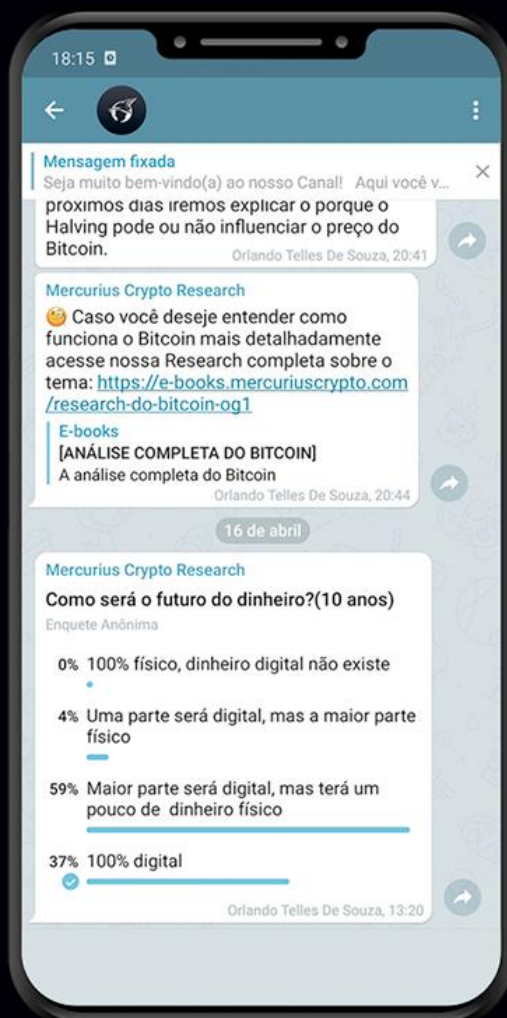 18:15
Mensagem fixada
Seja muito bem-vindo(a) ao nosso Canal! Aqui você v...
próximos dias iremos explicar o porque o
Halving pode ou não influenciar o preço do
Bitcoin.
Orlando Telles De Souza, 20:41
Mercurius Crypto Research
Caso você deseje entender como
funciona o Bitcoin mais detalhadamente
acesse nossa Research completa sobre o
tema: https://e-books.mercuriuscrypto.com
/research-do-bitcoin-og1
E-books
[ANÁLISE COMPLETA DO BITCOIN]
A análise completa do Bitcoin
Orlando Telles De Souza, 20:44
16 de abril
Mercurius Crypto Research
Como será o futuro do dinheiro?(10 anos)
Enquete Anônima
0% 100% físico, dinheiro digital não existe
4% Uma parte será digital, mas a maior parte
físico
59% Maior parte será digital, mas terá um
pouco de dinheiro físico
37% 100% digital
Orlando Telles De Souza, 13:20